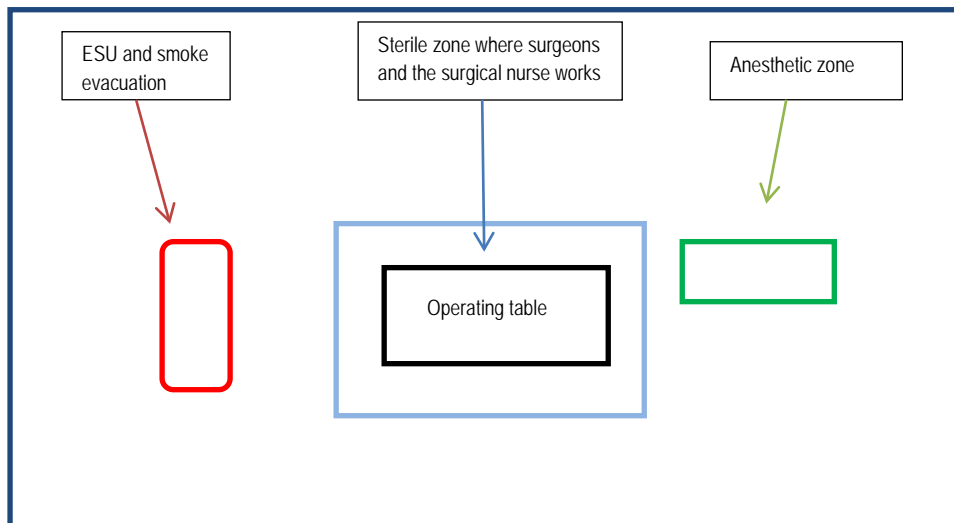 ESU and smoke
evacuation
Sterile zone where surgeons
and the surgical nurse works
Anesthetic zone
Operating table